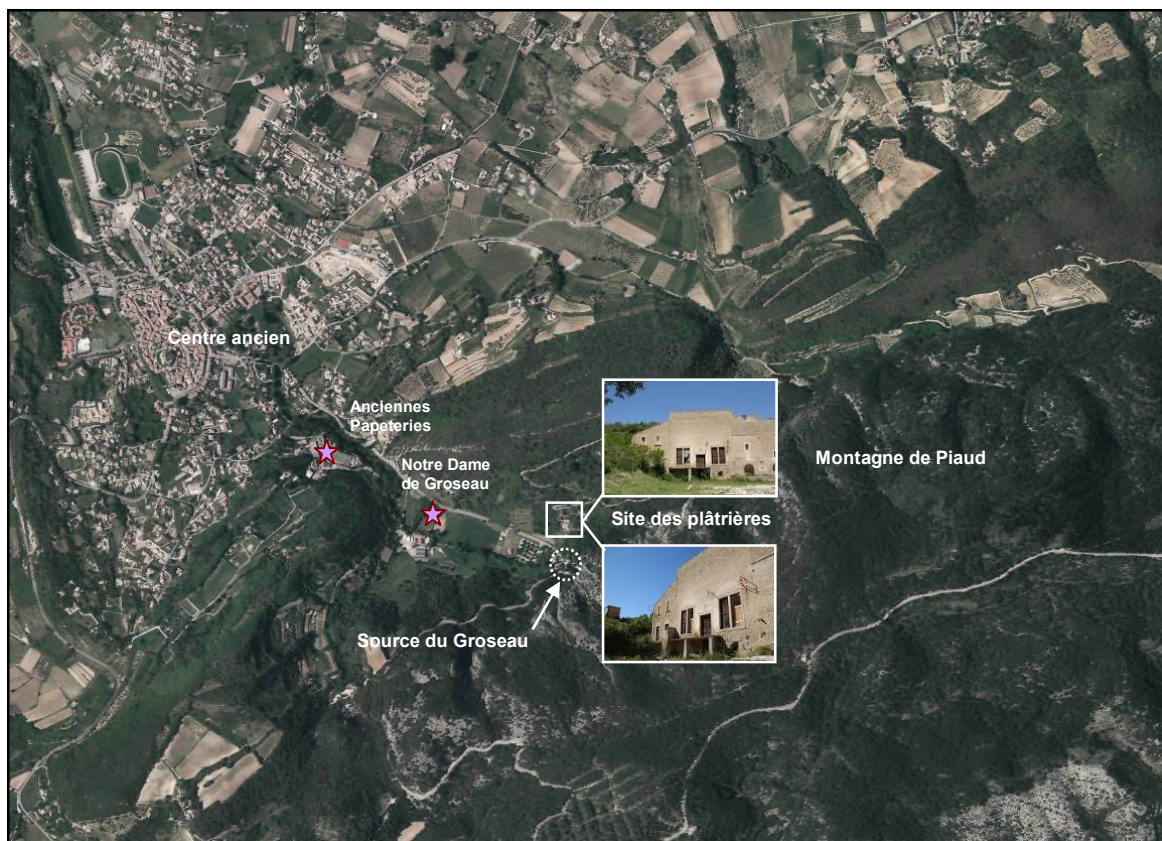 Centre ancien
Anciennes
Papeteries
Notre Dame
de Groseau
Montagne de Piaud
Site des plâtrières
Source du Groseau